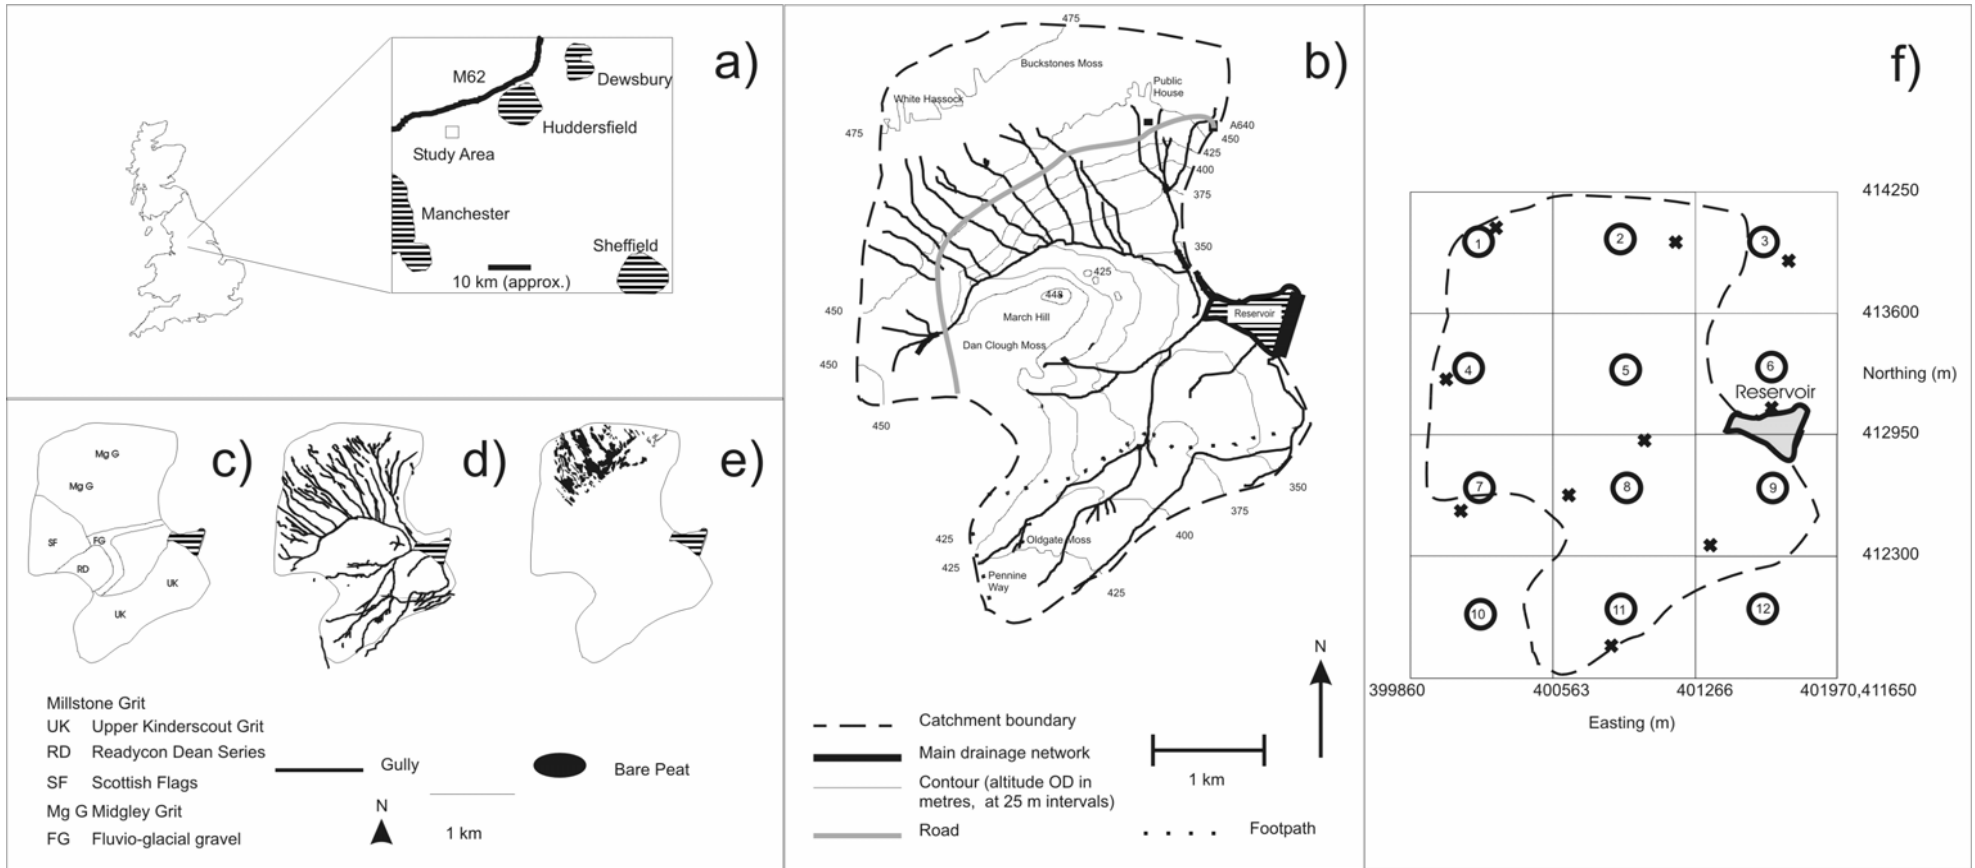 a)
M62
Dewsbury
Huddersfield
Study Area
Manchester
Sheffield
10 km (approx.)
b)
475
Buckstones Moss
Public
House
White Hassock
475
A640
450
425
400
375
350
425
448
450
March Hill
Reservoir
Dan Clough Moss
450
450
350
375
400
425
425
Oldgate Moss
Pennine
Way
425
N
Catchment boundary
Main drainage network
1 km
Contour (altitude OD in
metres, at 25 m intervals)
Road
Footpath
c)
Mg G
Mg G
SF
FG
RD
UK
UK
d)
e)
Millstone Grit
UK Upper Kinderscout Grit
RD Readycon Dean Series
SF Scottish Flags
Mg G Midgley Grit
FG Fluvio-glacial gravel
Gully
N
1 km
Bare Peat
f)
414250
1
2
3
413600
4
5
6
Northing (m)
Reservoir
412950
7
8
9
412300
10
11
12
399860
400563
401266
401970,411650
Easting (m)